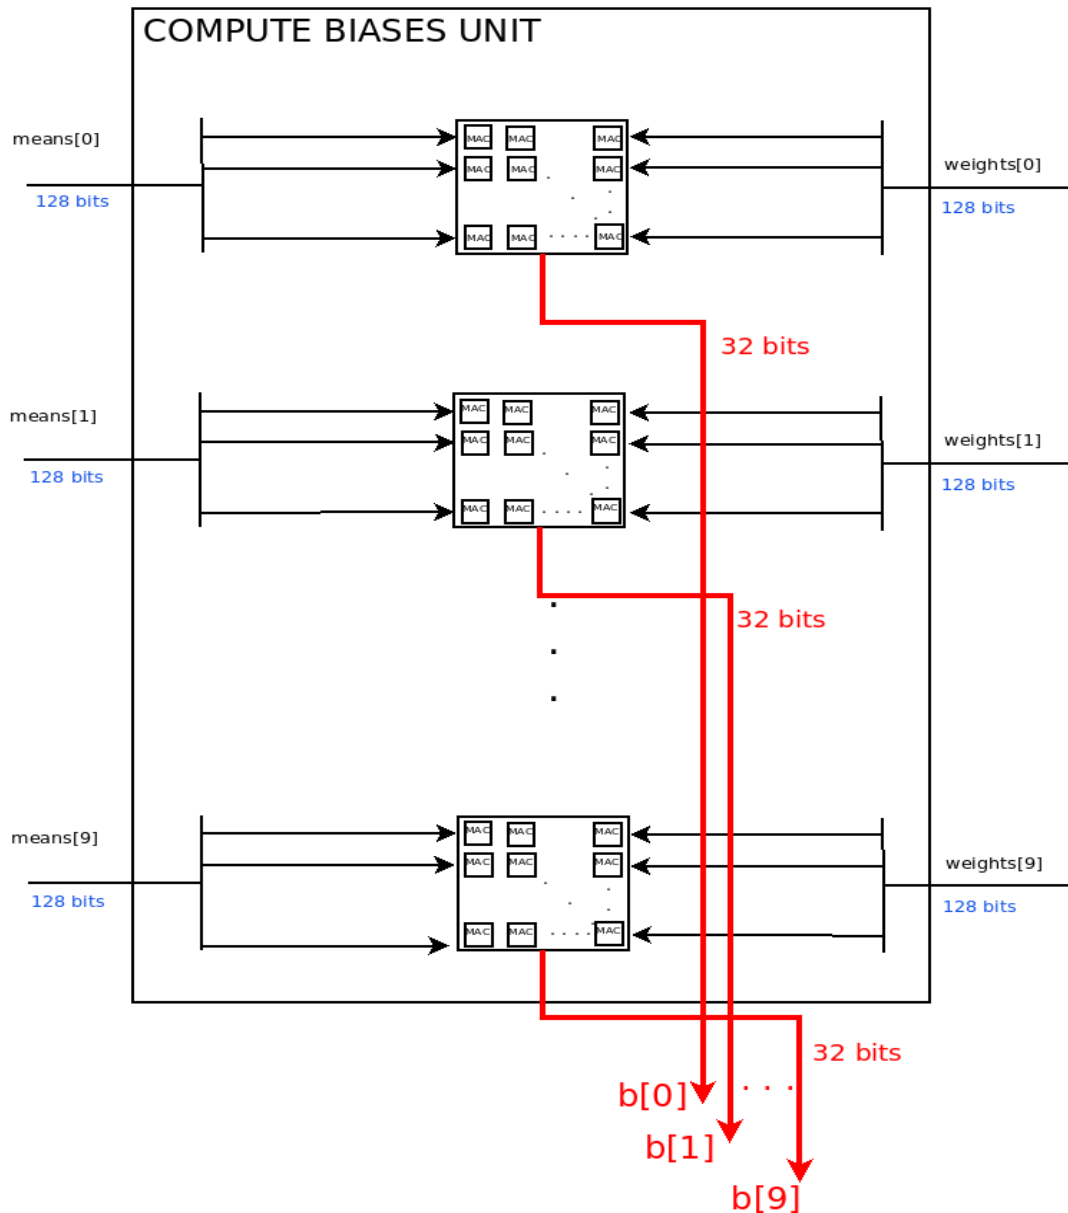 COMPUTE BIASES UNIT
means[0]
128 bits
MAC MAC MAC
MAC MAC MAC
MAC MAC MAC
weights[0]
128 bits
32 bits
means[1]
128 bits
MAC MAC MAC
MAC MAC MAC
MAC MAC MAC
weights[1]
128 bits
32 bits
means[9]
128 bits
MAC MAC MAC
MAC MAC MAC
MAC MAC MAC
weights[9]
128 bits
32 bits
b[0]
b[1]
b[9]